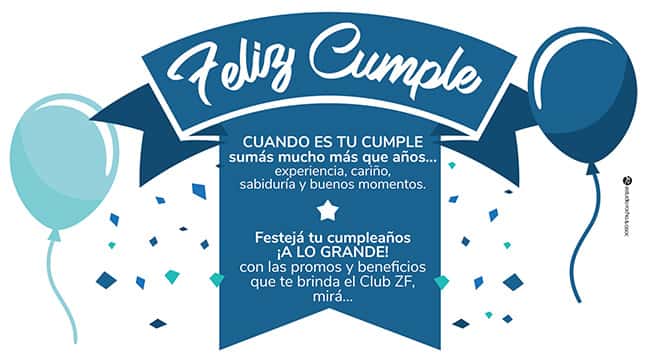 Feliz Cumple
CUANDO ES TU CUMPLE
sumás mucho más que años...
experiencia, cariño,
sabiduría y buenos momentos.
Festejá tu cumpleaños
¡A LO GRANDE!
con las promos y beneficios
que te brinda el Club ZF,
mirá...